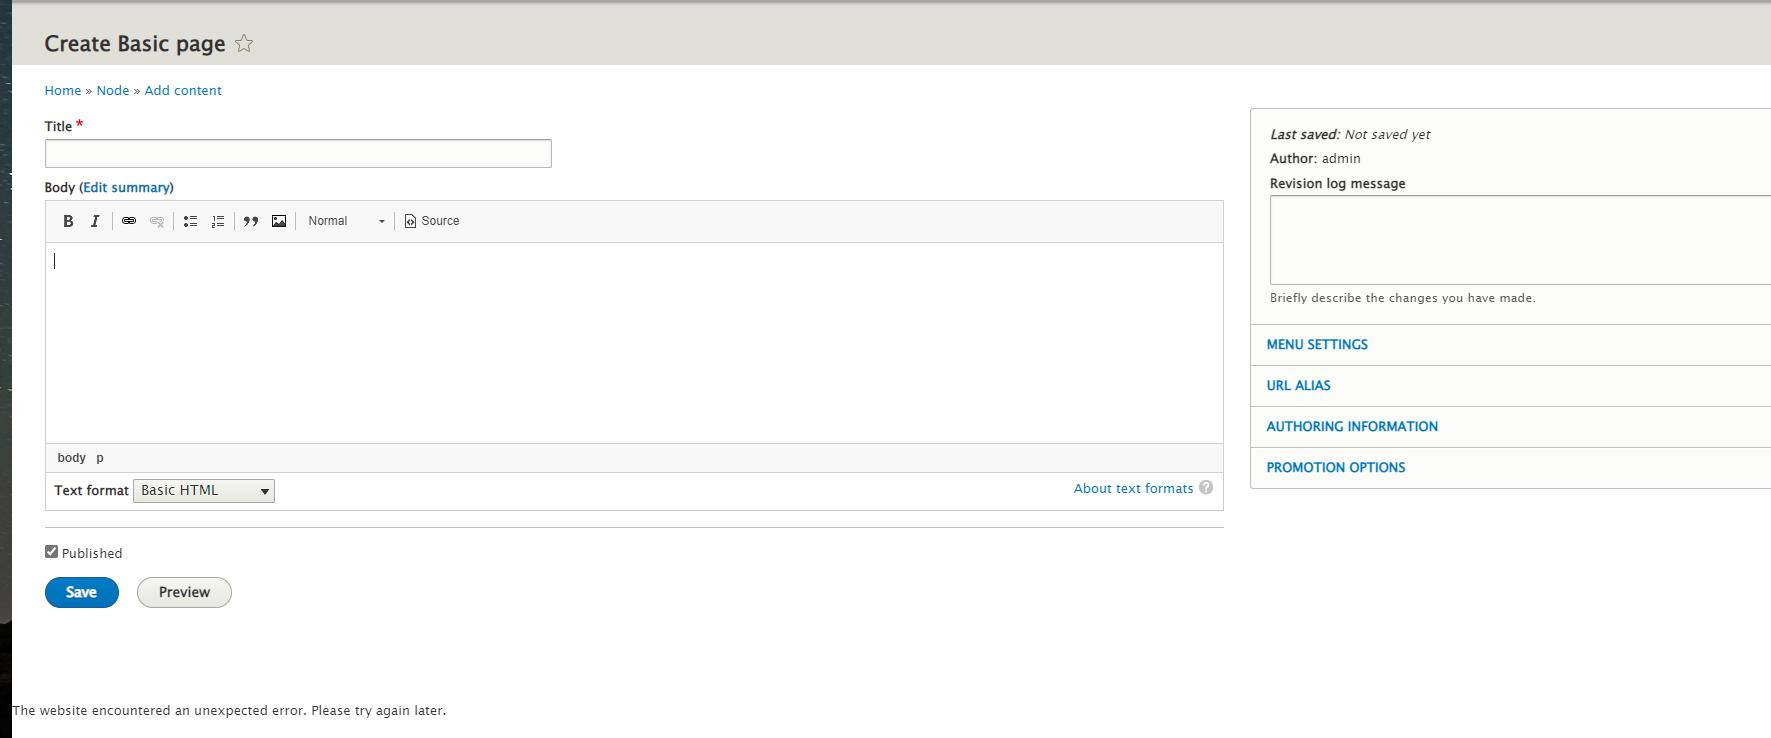 Create Basic page
Home » Node » Add content
Title *
Body (Edit summary)
B I Normal Source
body p
Text format Basic HTML
About text formats ?
Published
Save Preview
Last saved: Not saved yet
Author: admin
Revision log message
Briefly describe the changes you have made.
MENU SETTINGS
URL ALIAS
AUTHORING INFORMATION
PROMOTION OPTIONS
The website encountered an unexpected error. Please try again later.